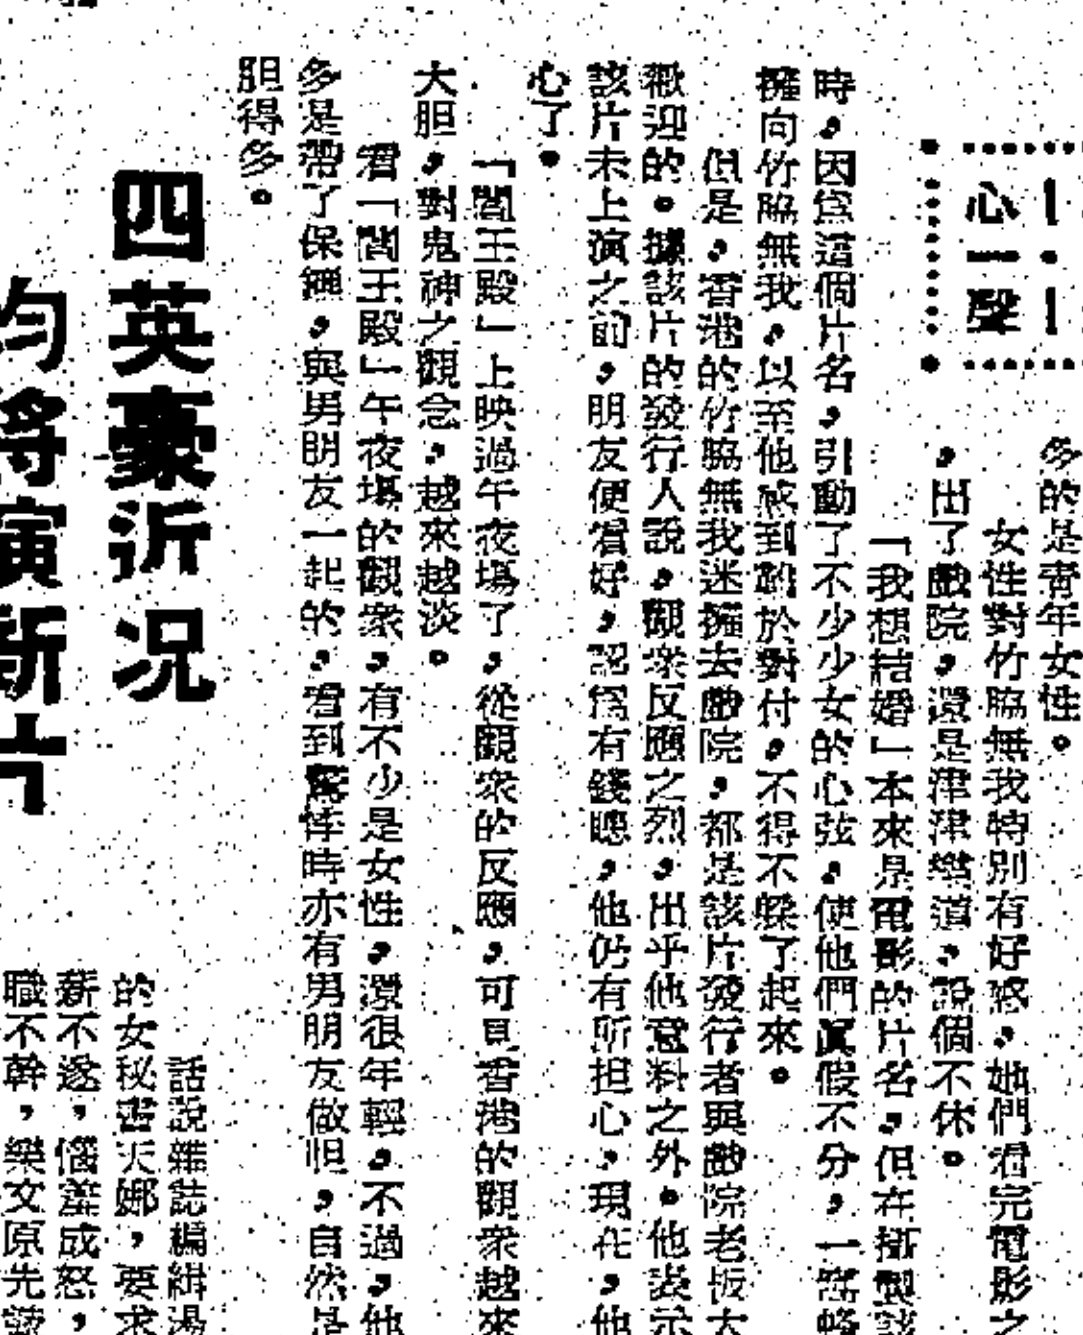 心一聲
多的是青年女性。
女性對竹脇無我特別有好感，她們看完電影之
，出了戲院，還是津津樂道，說個不休。
「我想結婚」本來是電影的片名，但在攝製該
時，因為這個片名，引動了不少少女的心弦，使他們眞假不分，一窩蜂
擁向竹脇無我，以至他感到難於對付，不得不躱了起來。
但是，香港的竹脇無我迷擁去戲院，都是該片發行者與戲院老板大
歡迎的。據該片的發行人說，觀衆反應之烈，出乎他意料之外。他表示
該片未上演之前，朋友便看好，認為有錢賺，他仍有所担心，現在，他
心了。
「閻王殿」上映過午夜場了，從觀衆的反應，可見香港的觀衆越來
大胆，對鬼神之觀念，越來越淡。
看「閻王殿」午夜場的觀衆，有不少是女性，還很年輕，不過，他
多是帶了保鑣，與男朋友一起的，看到驚悸時亦有男朋友做胆，自然是
胆得多。
四英豪近况
均將演新片
話說雜誌編緝湯
的女秘書天娜，要求
薪不遂，惱羞成怒，
職不幹，樂文原先